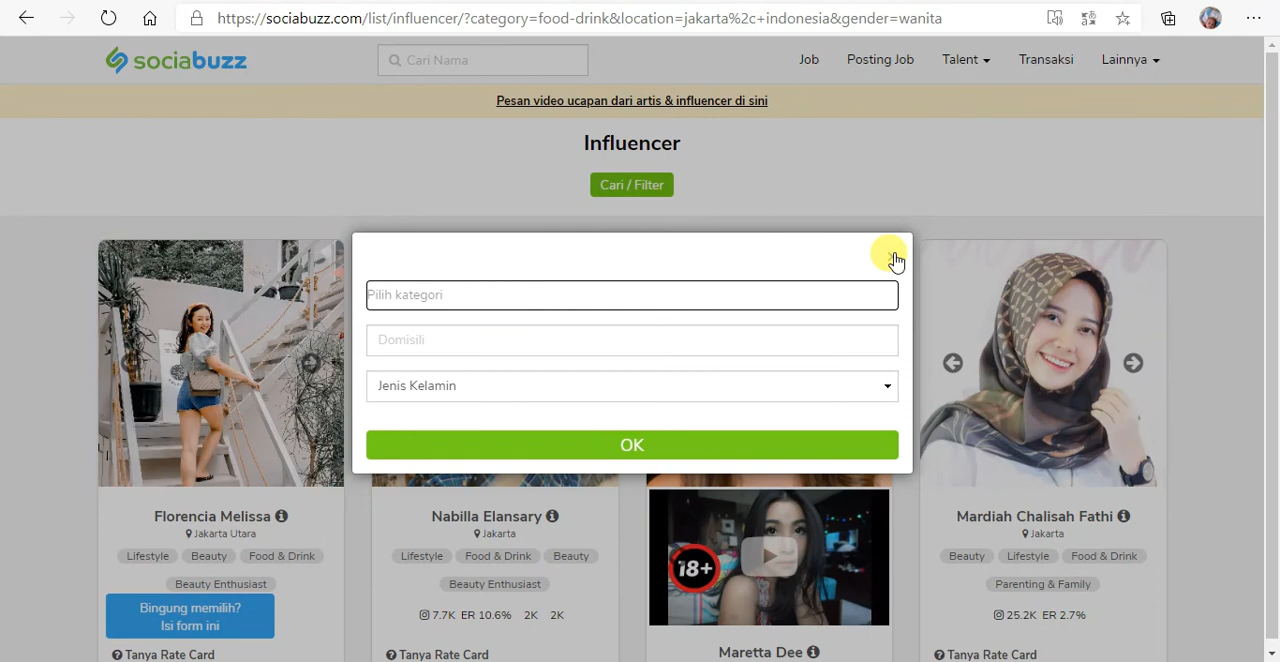 https://sociabuzz.com/list/influencer/?category=food-drink&location=jakarta%2c+indonesia&gender=wanita
sociabuzz
Cari Nama
Job
Posting Job
Talent
Transaksi
Lainnya
Pesan video ucapan dari artis & influencer di sini
Influencer
Cari / Filter
Pilih kategori
Domisili
Jenis Kelamin
OK
Florencia Melissa
Jakarta Utara
Lifestyle Beauty Food & Drink
Beauty Enthusiast
Bingung memilih?
Isi form ini
Tanya Rate Card
Nabilla Elansary
Jakarta
Lifestyle Food & Drink Beauty
Beauty Enthusiast
7.7K ER 10.6% 2K 2K
Tanya Rate Card
18+
Maretta Dee
Mardiah Chalisah Fathi
Jakarta
Beauty Lifestyle Food & Drink
Parenting & Family
25.2K ER 2.7%
Tanya Rate Card